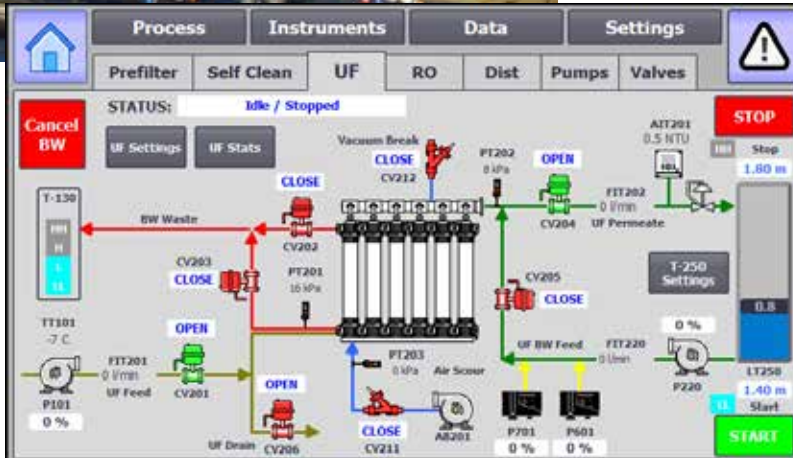 Process Instruments Data Settings
Prefilter Self Clean UF RO Dist Pumps Valves
Cancel BW
STATUS: Idle / Stopped
STOP
UF Settings UF Stats
Vacuum Break
CLOSE
CV212
PT202
8 kPa
OPEN
CV204
AIT201
0.5 NTU
HH
Stop
1.80 m
FIT202
0 l/min
UF Permeate
T-130
HH
H
L
LL
BW Waste
CLOSE
CV202
CV203
CLOSE
PT201
16 kPa
CV205
CLOSE
T-250 Settings
0.8
TT101
-7 C
P101
0 %
FIT201
0 l/min
UF Feed
OPEN
CV201
OPEN
UF Drain CV206
PT203
0 kPa
Air Scour
CLOSE
CV211
AB201
UF BW Feed
FIT220
0 l/min
0 %
P220
P701
0 %
P601
0 %
LT250
1.40 m
LL
Start
START